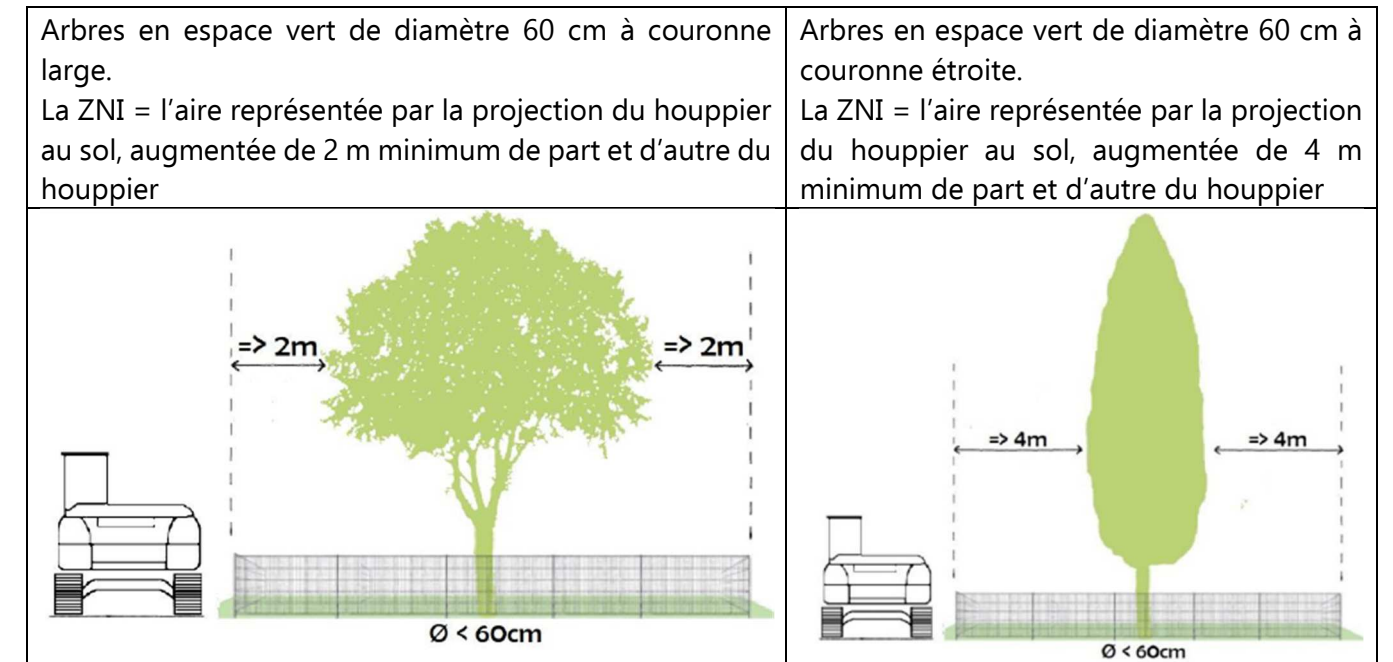 Arbres en espace vert de diamètre 60 cm à couronne
large.
La ZNI = l’aire représentée par la projection du houppier
au sol, augmentée de 2 m minimum de part et d’autre du
houppier
Arbres en espace vert de diamètre 60 cm à
couronne étroite.
La ZNI = l’aire représentée par la projection
du houppier au sol, augmentée de 4 m
minimum de part et d’autre du houppier
=> 2m
=> 2m
Ø < 60cm
=> 4m
=> 4m
Ø < 60cm